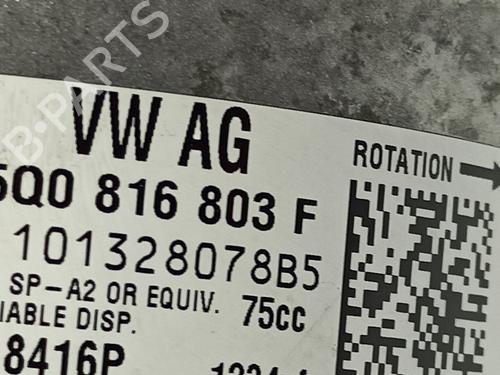 B-PARTS
VW AG
ROTATION
5Q0 816 803 F
101328078B5
SP-A2 OR EQUIV. 75CC
IABLE DISP.
8416P